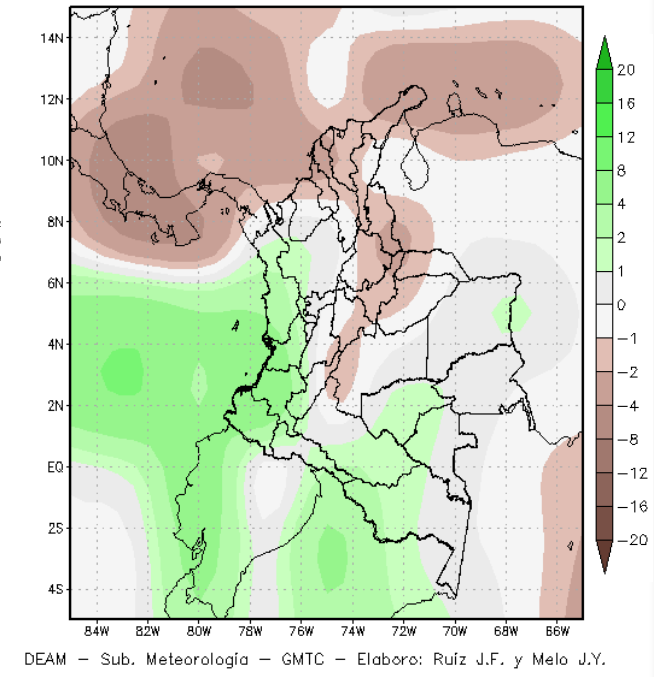 14N
12N
10N
8N
6N
4N
2N
EQ
2S
4S
84W 82W 80W 78W 76W 74W 72W 70W 68W 66W
20
16
12
8
4
2
1
0
−1
−2
−4
−8
−12
−16
−20
DEAM − Sub. Meteorología − GMTC − Elaboro: Ruiz J.F. y Melo J.Y.